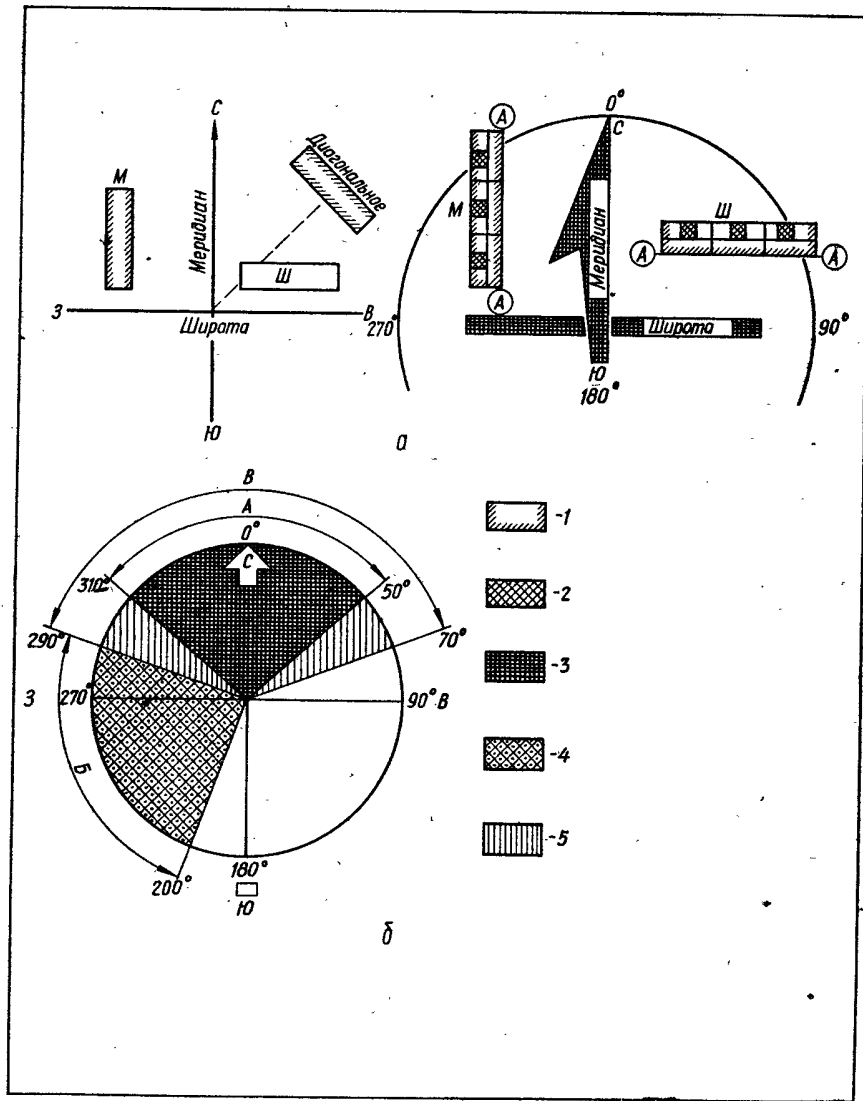 С
М
Меридиан
Диагональное
Ш
З
В
Широта
Ю
0°
С
А
А
М
Меридиан
Ш
А
А
270°
Широта
90°
Ю
180°
а
В
А
0°
С
310°
50°
290°
70°
З
270°
90° В
Б
200°
180°
Ю
б
-1
-2
-3
-4
-5